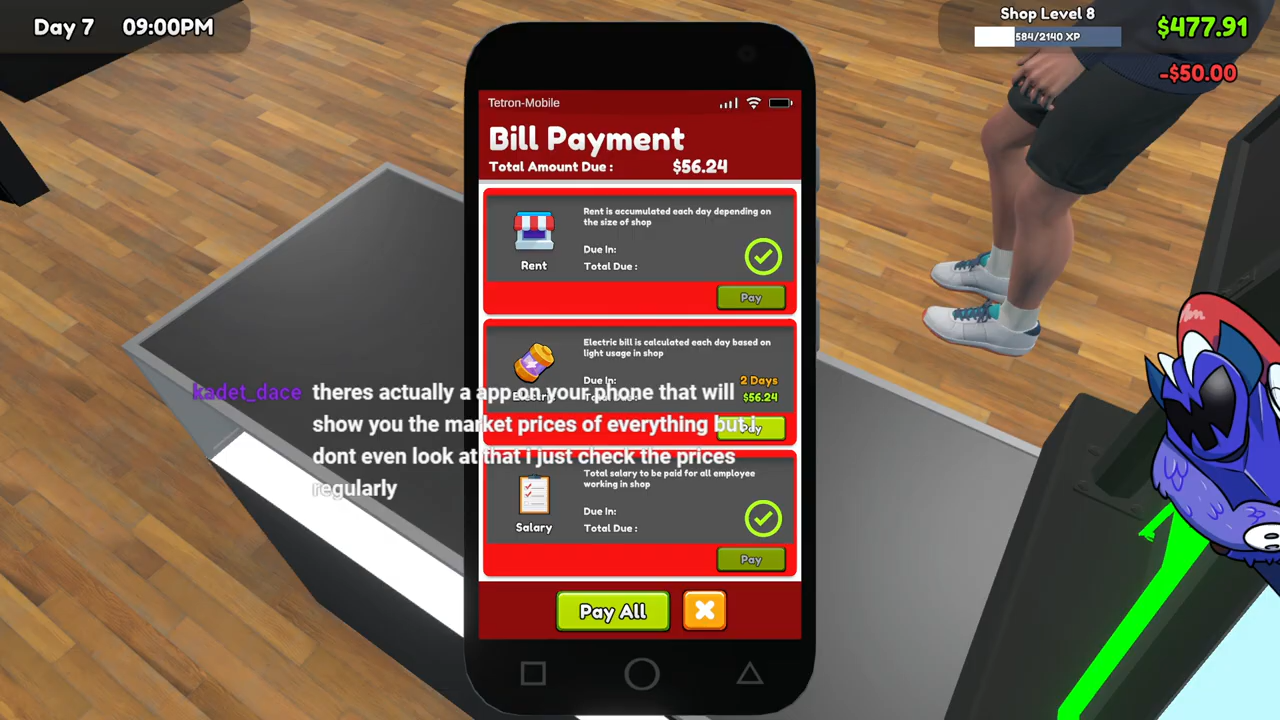 Day 7 09:00PM
Shop Level 8
584/2140 XP
$477.91
-$50.00
Tetron-Mobile
Bill Payment
Total Amount Due : $56.24
Rent is accumulated each day depending on
the size of shop
Due In:
Total Due :
Rent
Pay
Electric bill is calculated each day based on
light usage in shop
Due In: 2 Days
$56.24
Pay
kadet_dace theres actually a app on your phone that will
show you the market prices of everything but i
dont even look at that i just check the prices
regularly
Total salary to be paid for all employee
working in shop
Due In:
Total Due :
Salary
Pay
Pay All